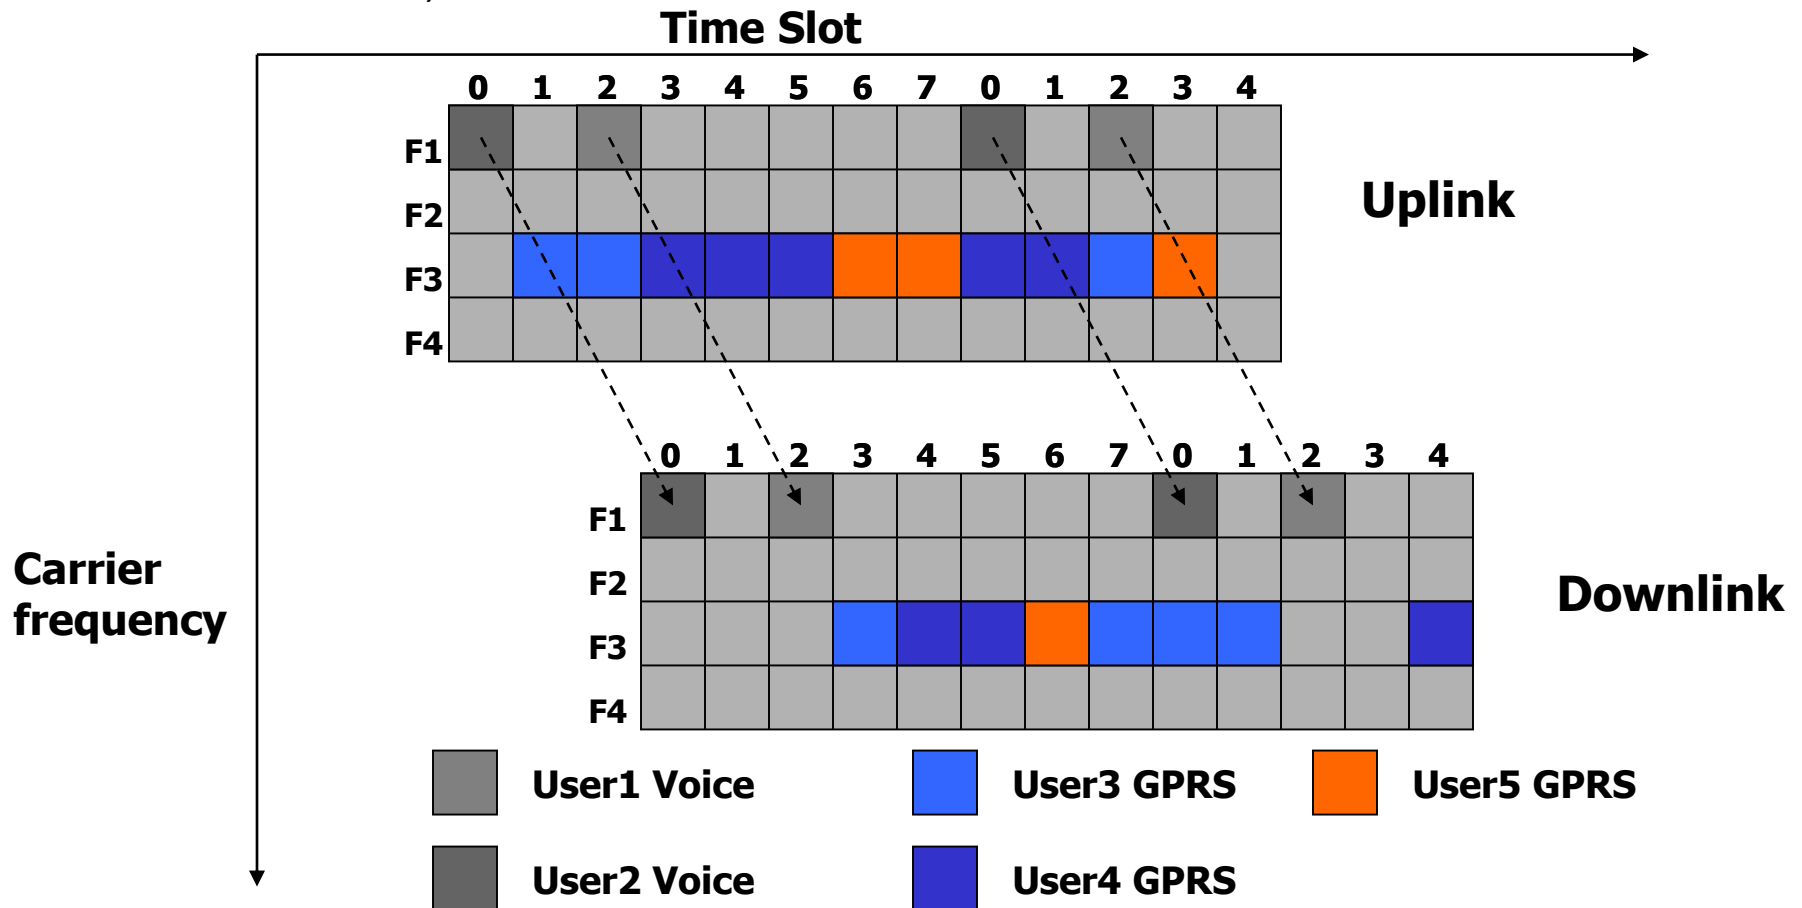 Time Slot
0 1 2 3 4 5 6 7 0 1 2 3 4
F1
F2
F3
F4
Uplink
0 1 2 3 4 5 6 7 0 1 2 3 4
F1
F2
F3
F4
Downlink
Carrier
frequency
User1 Voice User3 GPRS User5 GPRS
User2 Voice User4 GPRS